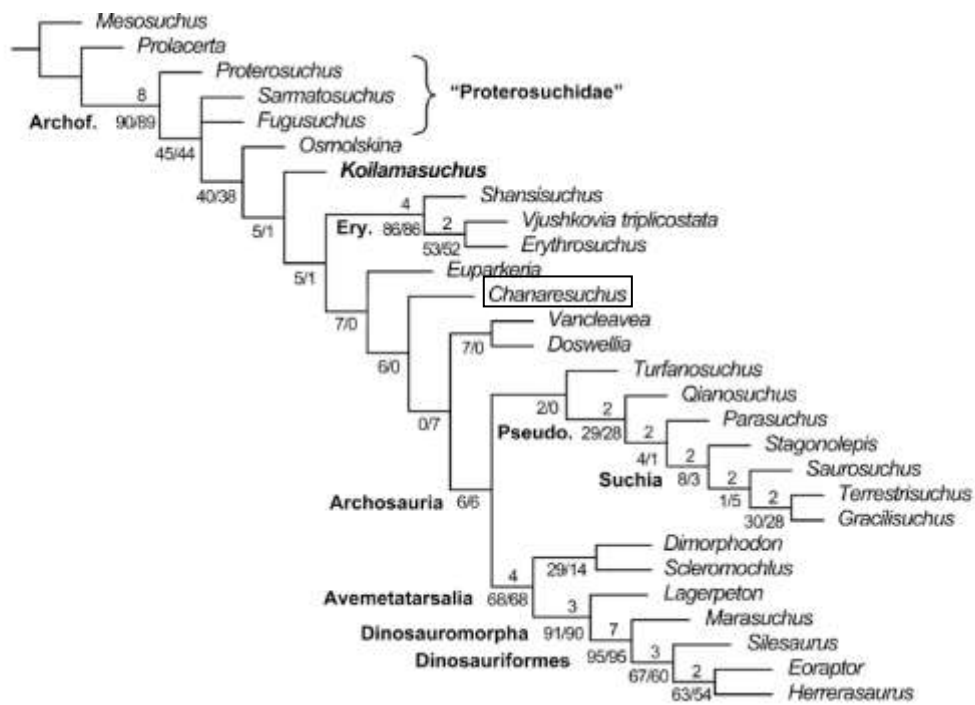 Mesosuchus
Prolacerta
Proterosuchus
8
Sarmatosuchus
"Proterosuchidae"
Archof.
90/89
Fugusuchus
Osmolskina
45/44
Koilamasuchus
40/38
Shansisuchus
4
5/1
Ery.
86/86
2
Vjushkovia triplicostata
53/52
Erythrosuchus
Euparkeria
5/1
Chanaresuchus
7/0
Vancleavea
7/0
Doswellia
6/0
Turfanosuchus
Qianosuchus
2/0
2
0/7
Pseudo.
29/28
Parasuchus
2
4/1
Stagonolepis
2
Suchia
8/3
Saurosuchus
2
Archosauria
6/6
1/5
2
Terrestrisuchus
30/28
Gracilisuchus
Dimorphodon
4
29/14
Scleromochlus
Avemetatarsalia
68/68
Lagerpeton
3
Marasuchus
Dinosauromorpha
91/90
7
Silesaurus
Dinosauriformes
95/95
3
Eoraptor
67/60
2
63/54
Herrerasaurus